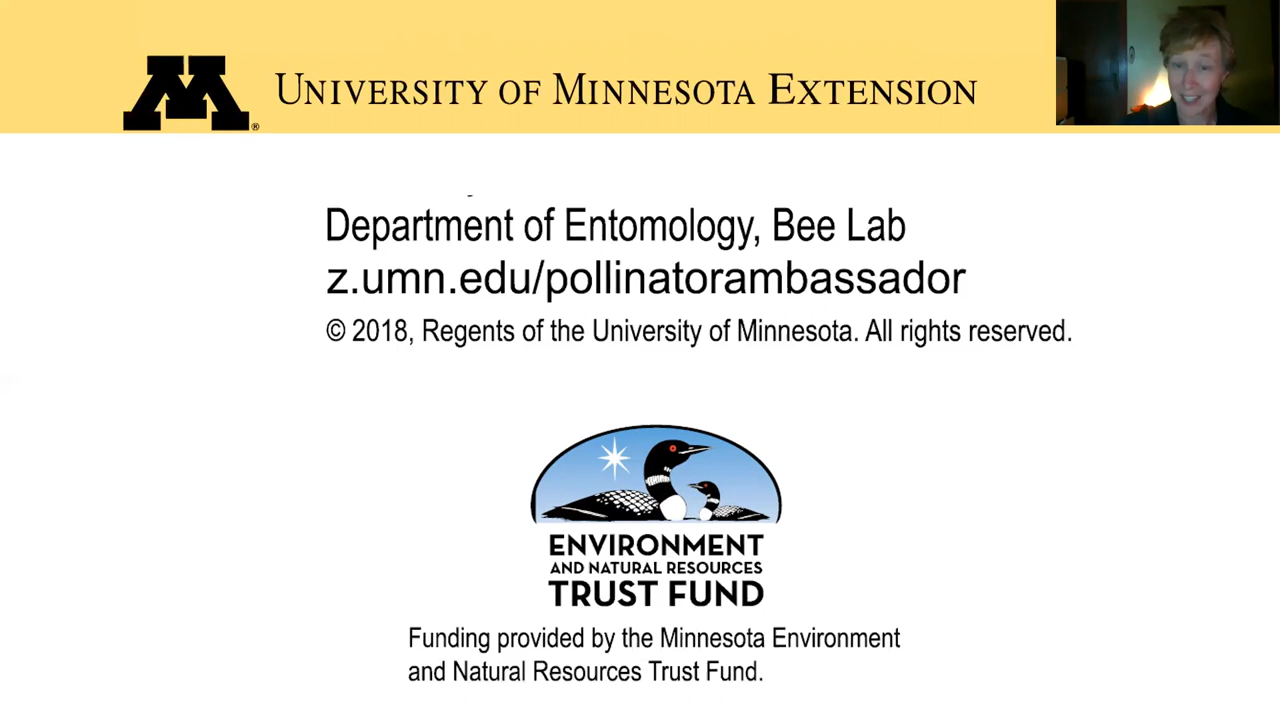 M®
UNIVERSITY OF MINNESOTA EXTENSION
Department of Entomology, Bee Lab
z.umn.edu/pollinatorambassador
© 2018, Regents of the University of Minnesota. All rights reserved.
ENVIRONMENT
AND NATURAL RESOURCES
TRUST FUND
Funding provided by the Minnesota Environment
and Natural Resources Trust Fund.